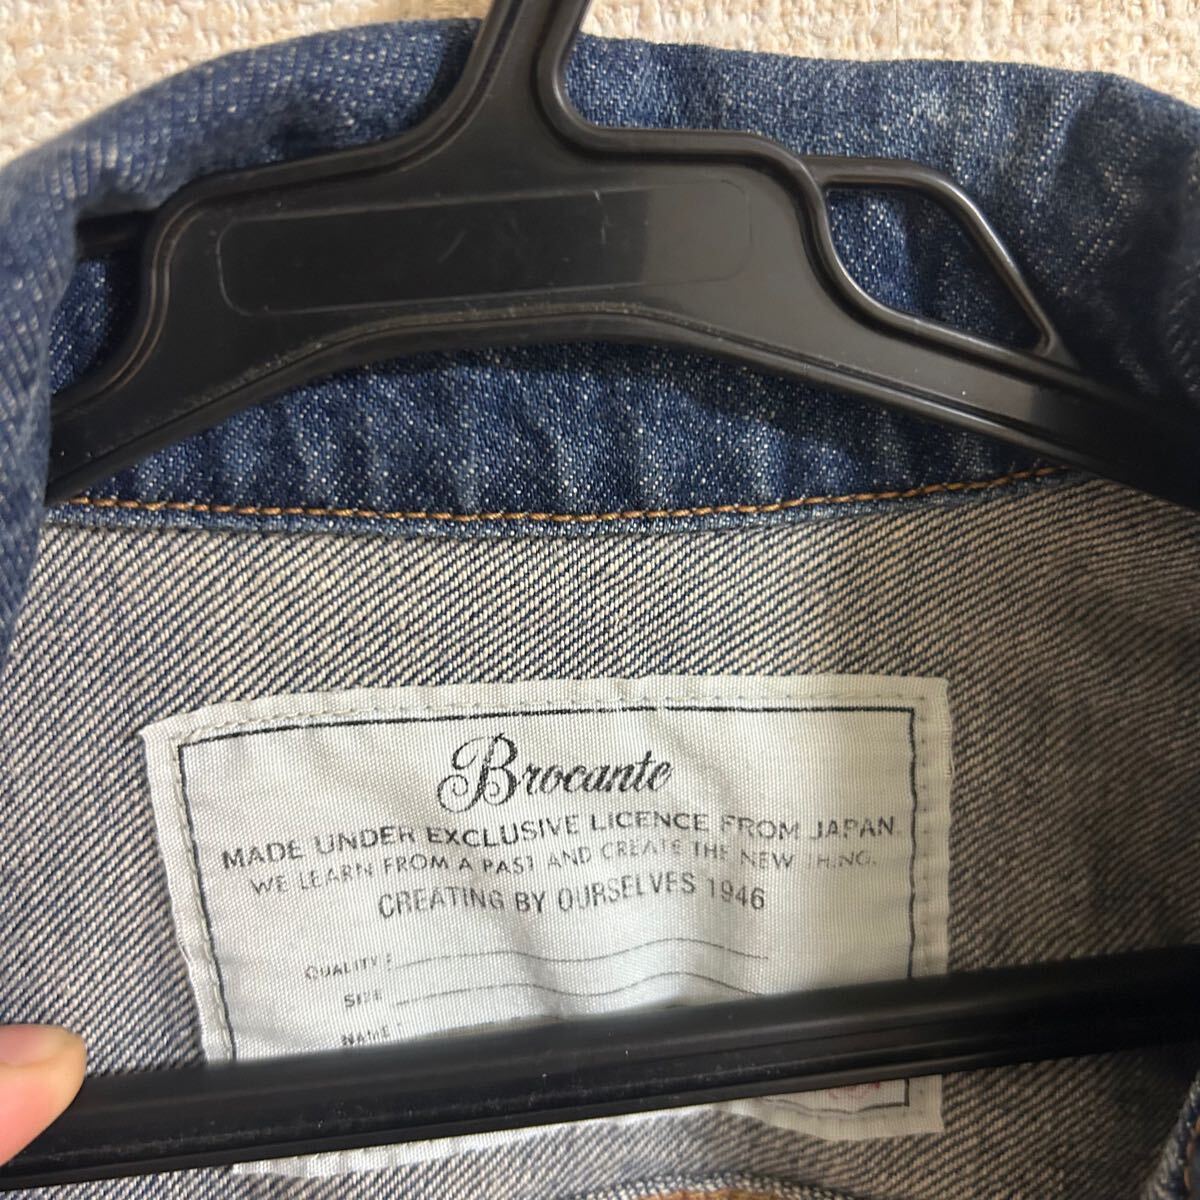 Brocante
MADE UNDER EXCLUSIVE LICENCE FROM JAPAN
WE LEARN FROM A PAST AND CREATE THE NEW THING.
CREATING BY OURSELVES 1946
QUALITY :
SIZE
NAME :